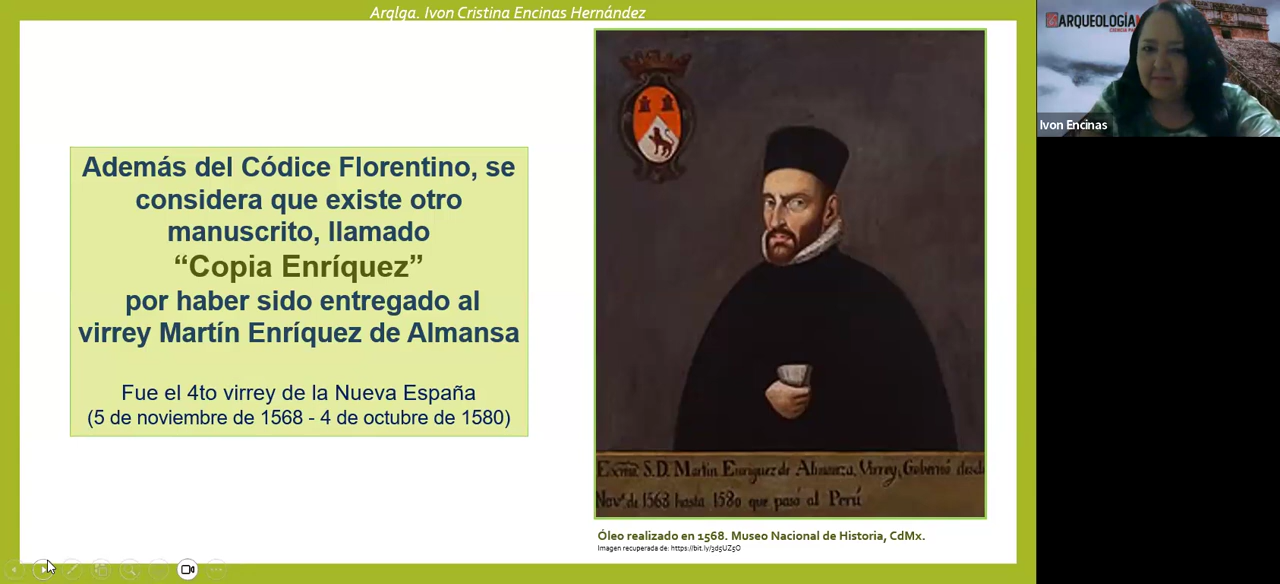 Arqlga. Ivon Cristina Encinas Hernández
Además del Códice Florentino, se
considera que existe otro
manuscrito, llamado
“Copia Enríquez”
por haber sido entregado al
virrey Martín Enríquez de Almansa
Fue el 4to virrey de la Nueva España
(5 de noviembre de 1568 - 4 de octubre de 1580)
S.D. Martin Enriquez de Almanza, Virrey, Gobernó desde
Nov.e de 1568 hasta 1580 que pasó al Perú
Óleo realizado en 1568. Museo Nacional de Historia, CdMx.
Imagen recuperada de: https://bit.ly/3d5UZ5O
ARQUEOLOGÍA
Ivon Encinas